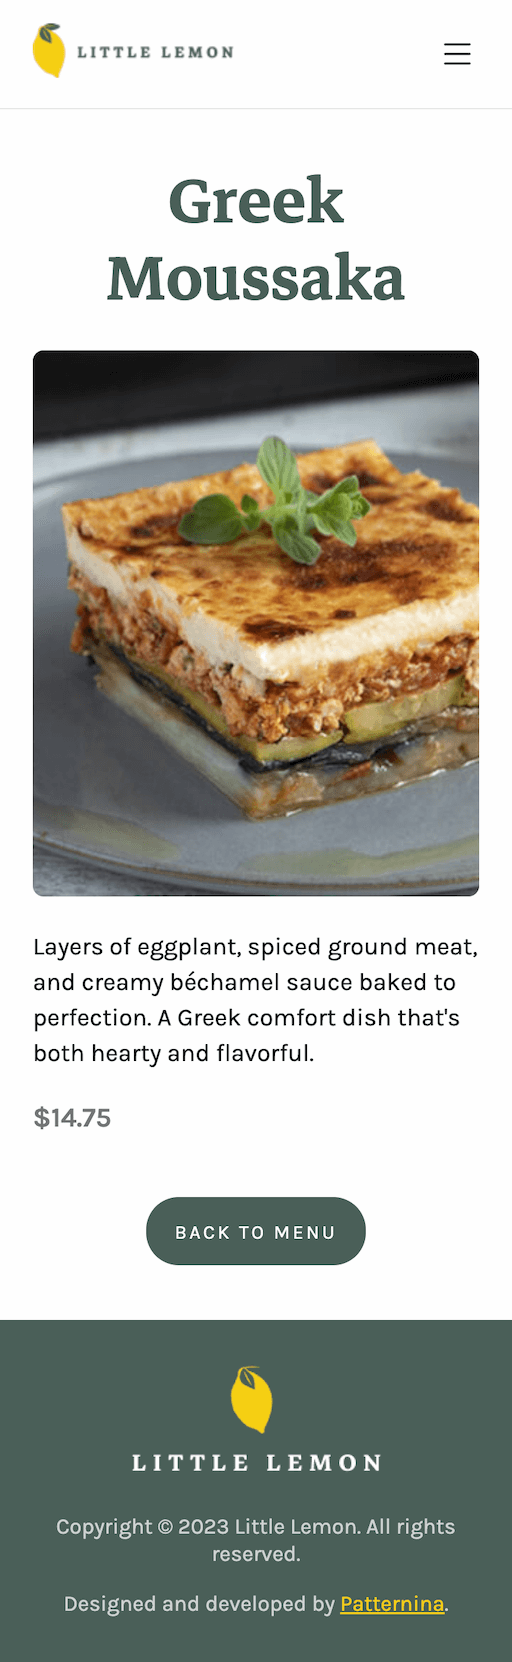 LITTLE LEMON
Greek
Moussaka
Layers of eggplant, spiced ground meat,
and creamy béchamel sauce baked to
perfection. A Greek comfort dish that's
both hearty and flavorful.
$14.75
BACK TO MENU
LITTLE LEMON
Copyright © 2023 Little Lemon. All rights
reserved.
Designed and developed by Patternina.